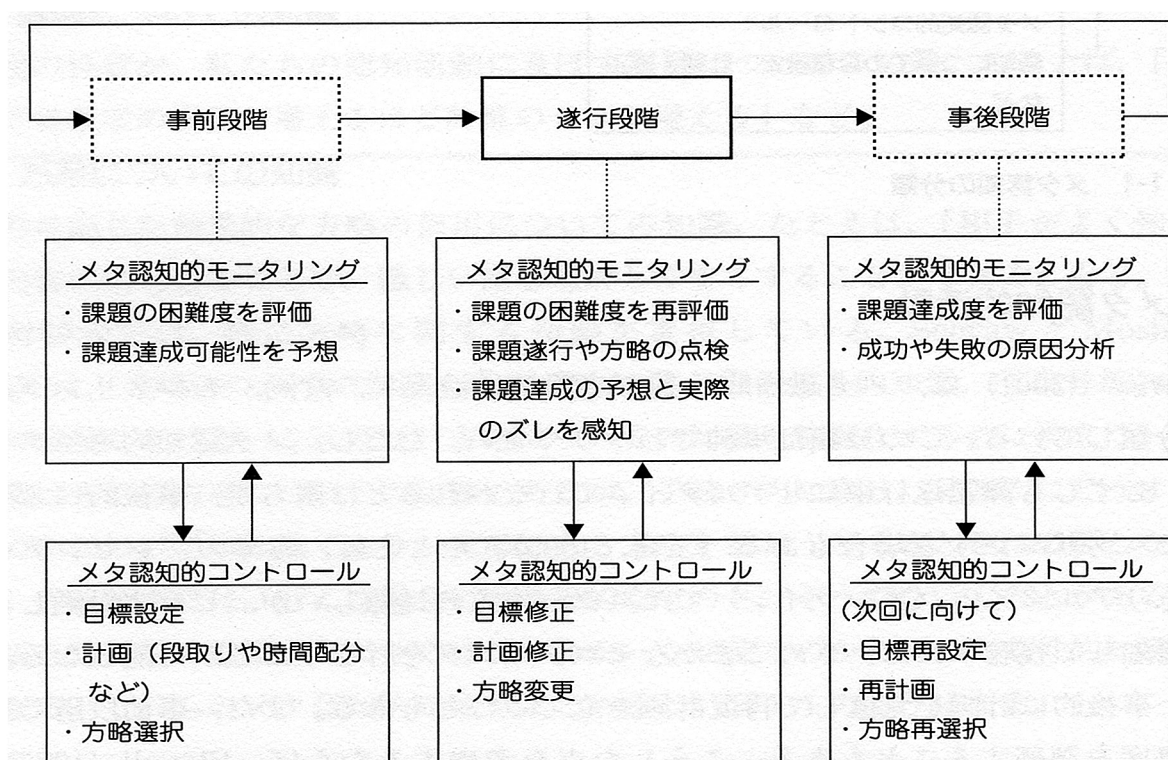 事前段階
遂行段階
事後段階
メタ認知的モニタリング
・課題の困難度を評価
・課題達成可能性を予想
メタ認知的モニタリング
・課題の困難度を再評価
・課題遂行や方略の点検
・課題達成の予想と実際
のズレを感知
メタ認知的モニタリング
・課題達成度を評価
・成功や失敗の原因分析
メタ認知的コントロール
・目標設定
・計画（段取りや時間配分
など）
・方略選択
メタ認知的コントロール
・目標修正
・計画修正
・方略変更
メタ認知的コントロール
（次回に向けて）
・目標再設定
・再計画
・方略再選択